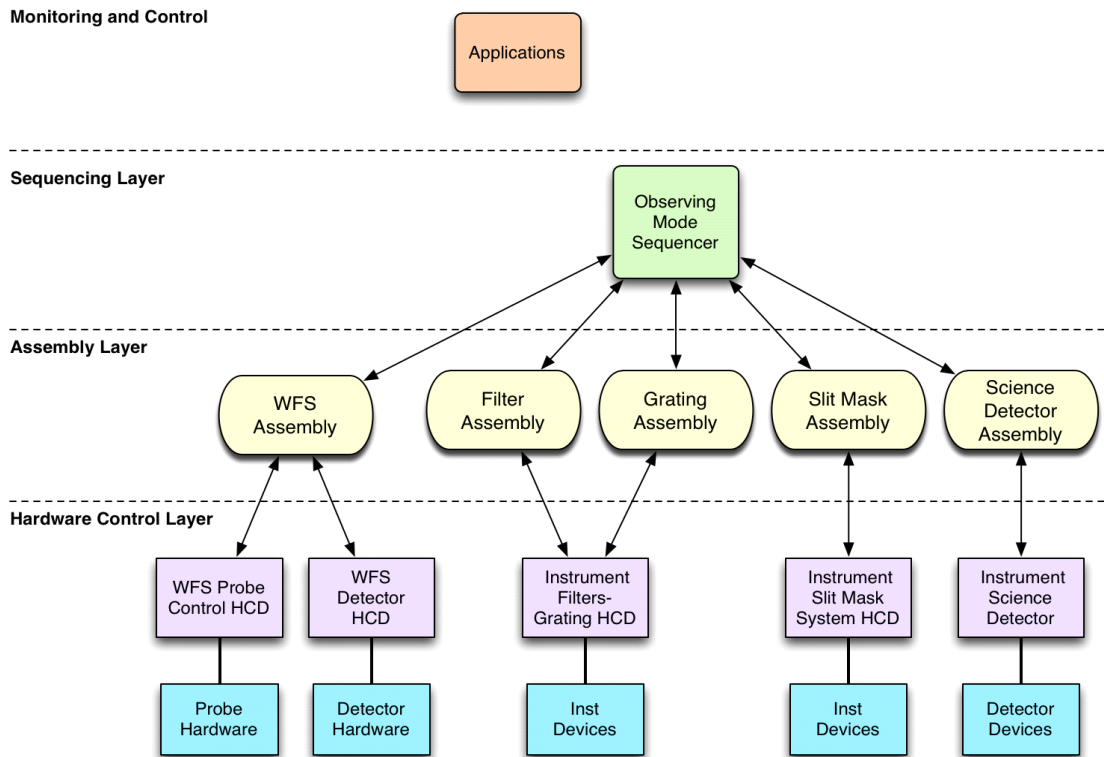 Monitoring and Control
Applications
Sequencing Layer
Observing
Mode
Sequencer
Assembly Layer
WFS
Assembly
Filter
Assembly
Grating
Assembly
Slit Mask
Assembly
Science
Detector
Assembly
Hardware Control Layer
WFS Probe
Control HCD
WFS
Detector
HCD
Instrument
Filters-
Grating HCD
Instrument
Slit Mask
System HCD
Instrument
Science
Detector
Probe
Hardware
Detector
Hardware
Inst
Devices
Inst
Devices
Detector
Devices